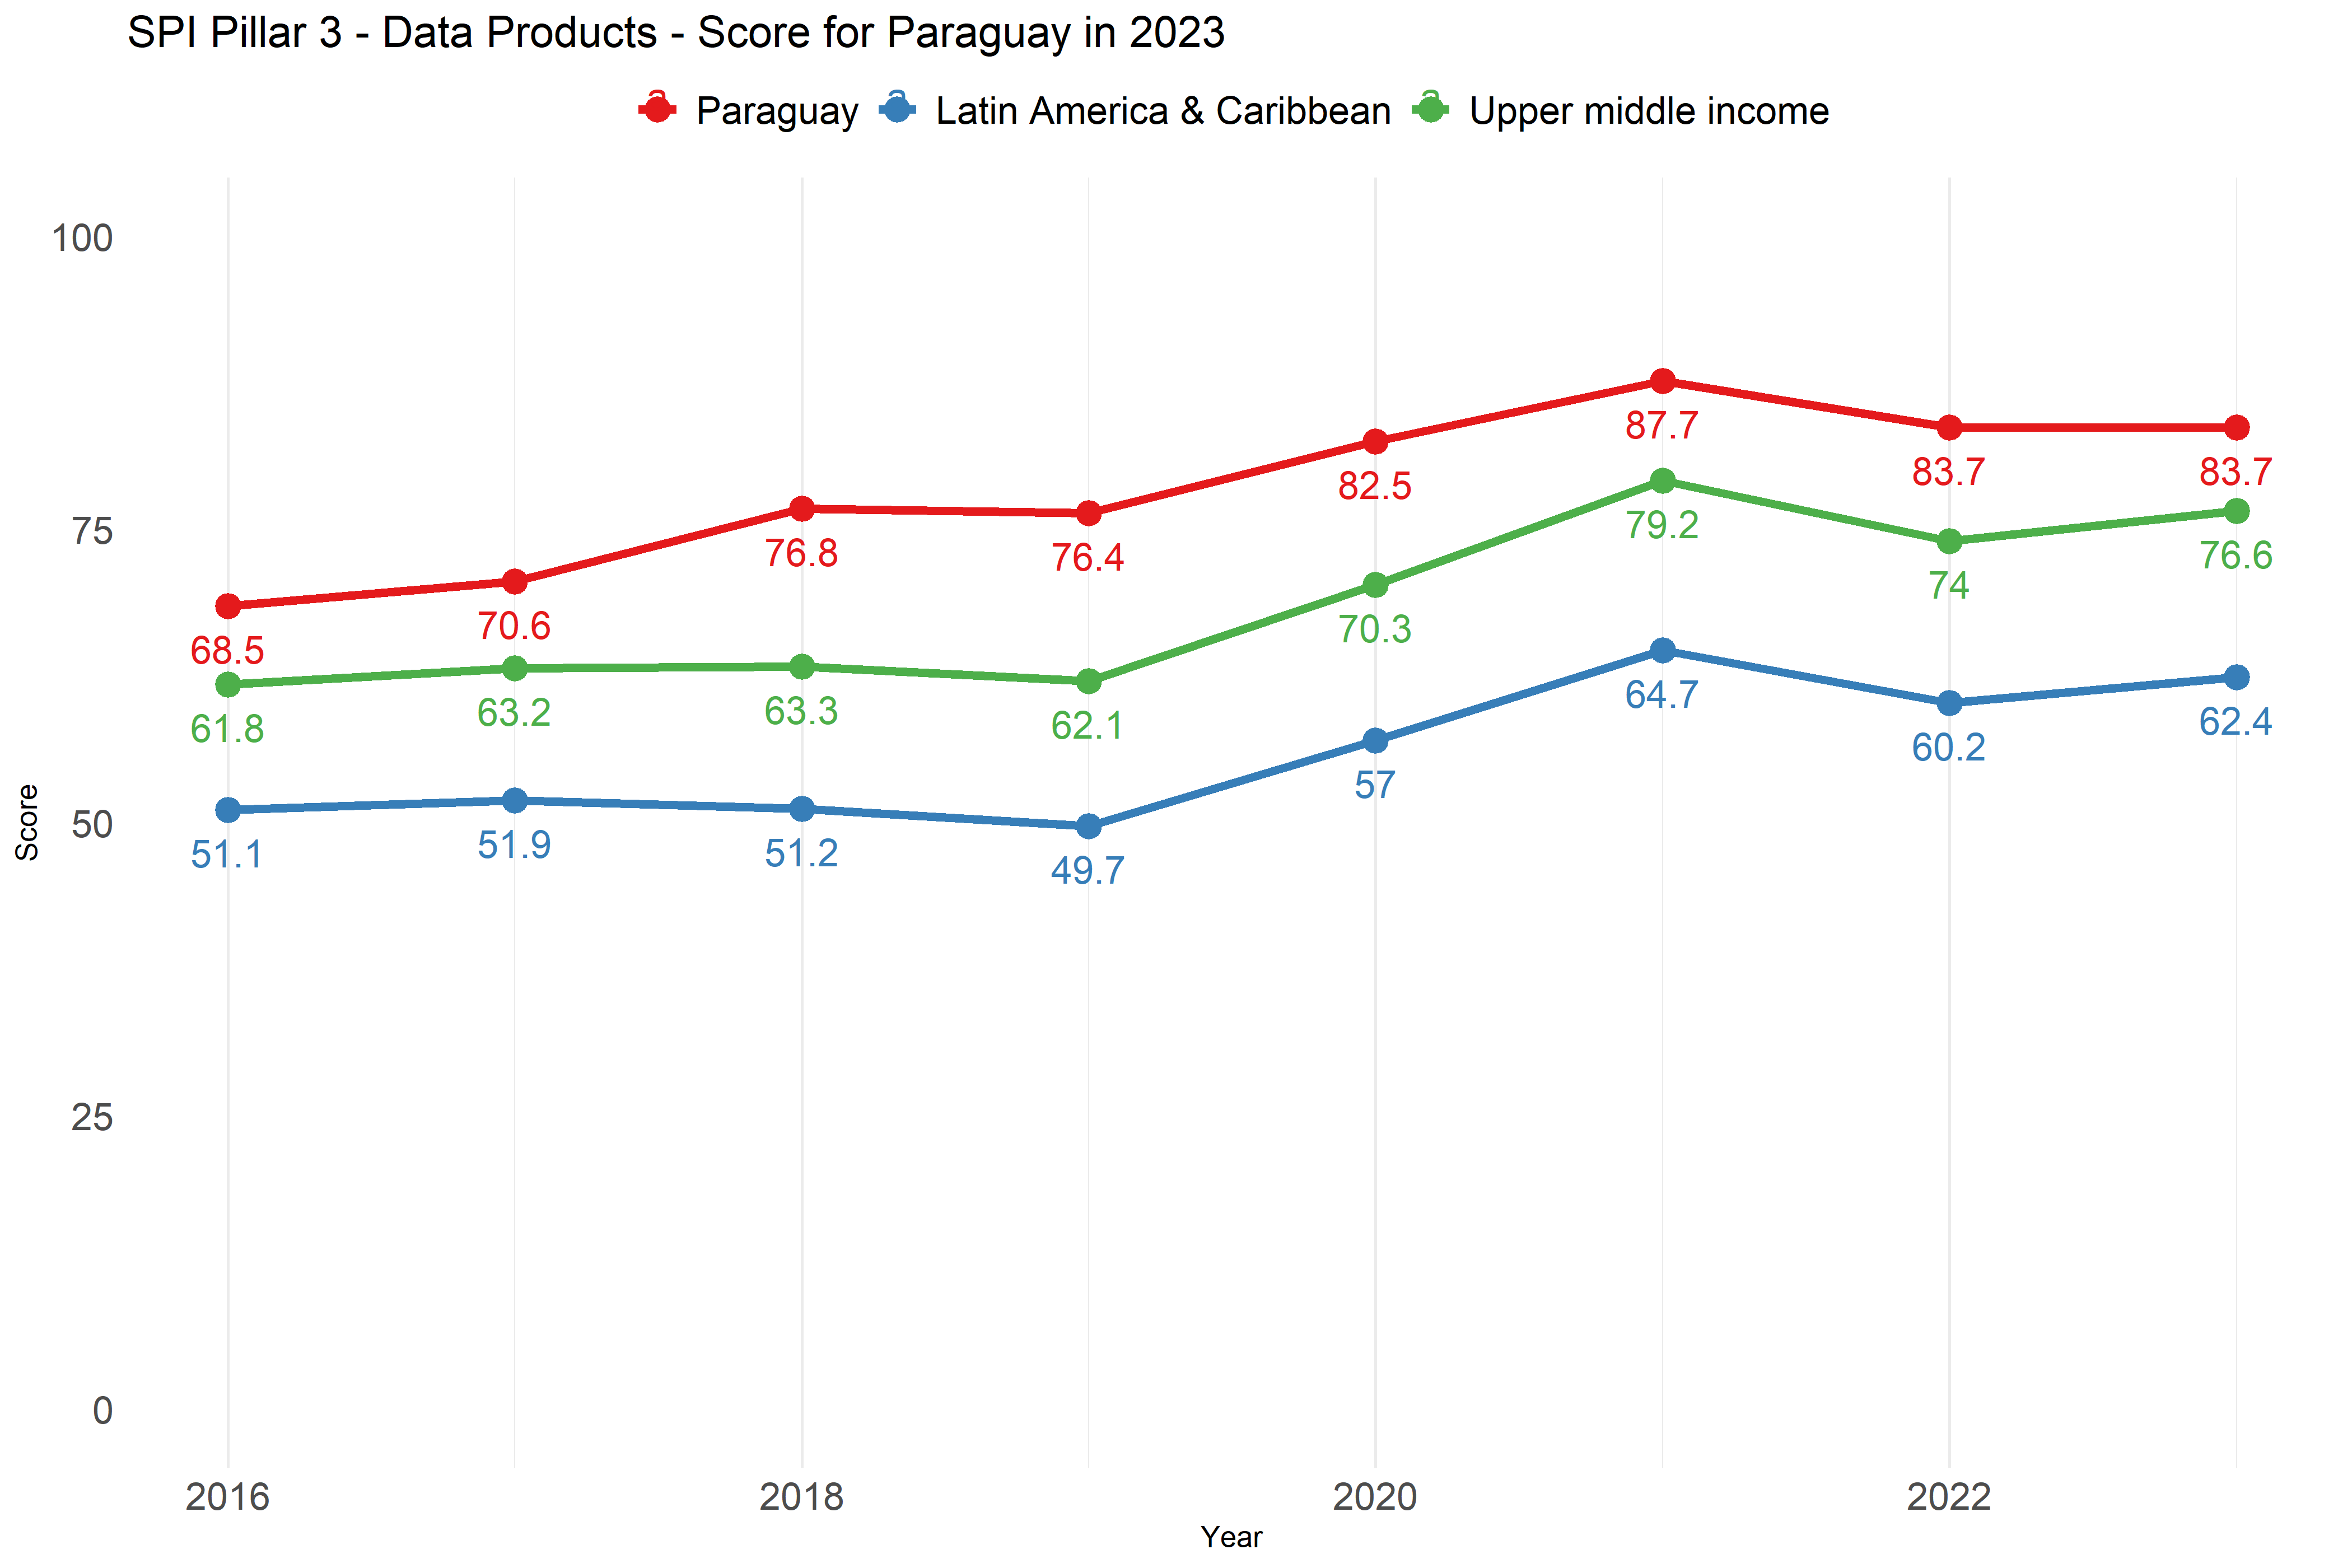 SPI Pillar 3 - Data Products - Score for Paraguay in 2023
a Paraguay a Latin America & Caribbean a Upper middle income
100
75
50
25
0
Score
68.5 70.6 76.8 76.4 82.5 87.7 83.7 83.7
61.8 63.2 63.3 62.1 70.3 79.2 74 76.6
51.1 51.9 51.2 49.7 57 64.7 60.2 62.4
2016 2018 2020 2022
Year